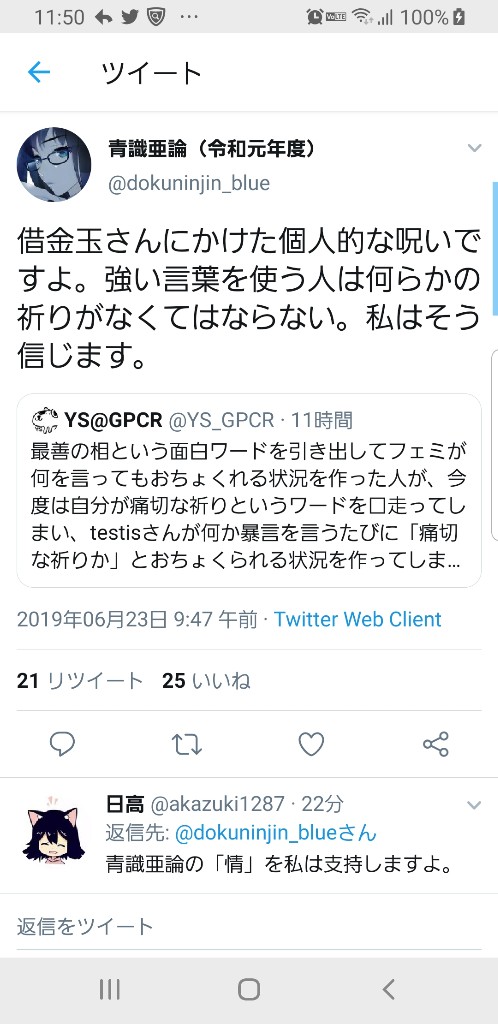 11:50 ... VoLTE 100%
ツイート
青識亜論（令和元年度）
@dokuninjin_blue
借金玉さんにかけた個人的な呪いで
すよ。強い言葉を使う人は何らかの
祈りがなくてはならない。私はそう
信じます。
YS@GPCR @YS_GPCR · 11時間
最善の相という面白ワードを引き出してフェミが
何を言ってもおちょくれる状況を作った人が、今
度は自分が痛切な祈りというワードを口走ってし
まい、testisさんが何か暴言を言うたびに「痛切
な祈りか」とおちょくられる状況を作ってしま...
2019年06月23日 9:47 午前 · Twitter Web Client
21 リツイート 25 いいね
日高 @akazuki1287 · 22分
返信先: @dokuninjin_blueさん
青識亜論の「情」を私は支持しますよ。
返信をツイート